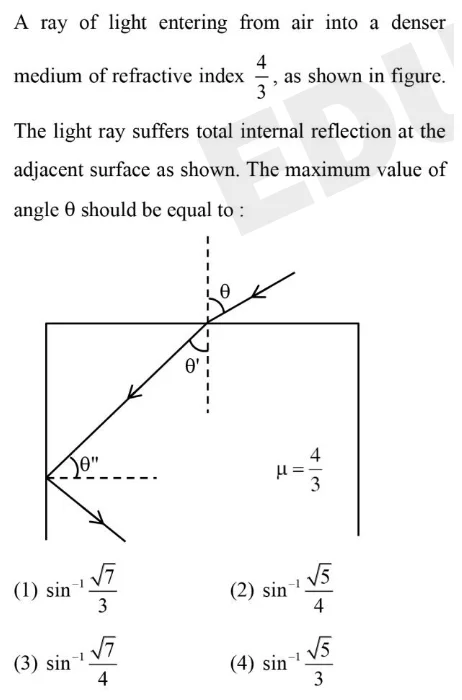 A ray of light entering from air into a denser
medium of refractive index 4/3, as shown in figure.
The light ray suffers total internal reflection at the
adjacent surface as shown. The maximum value of
angle θ should be equal to :
θ
θ'
θ"
μ = 4/3
(1) sin⁻¹ √7/3 (2) sin⁻¹ √5/4
(3) sin⁻¹ √7/4 (4) sin⁻¹ √5/3
EDU